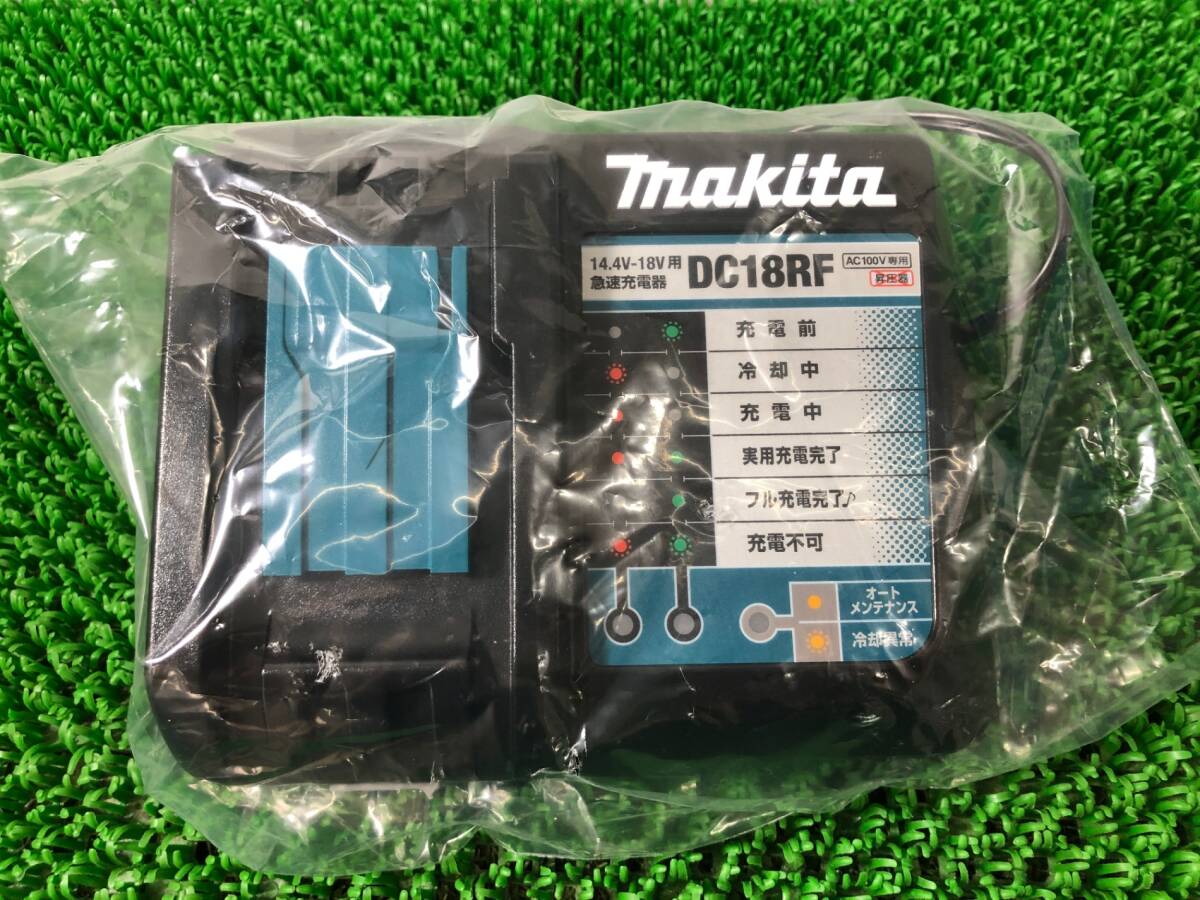 makita
14.4V-18V用
急速充電器
DC18RF
AC100V専用
昇圧器
充電前
冷却中
充電中
実用充電完了
フル充電完了♪
充電不可
オート
メンテナンス
冷却異常